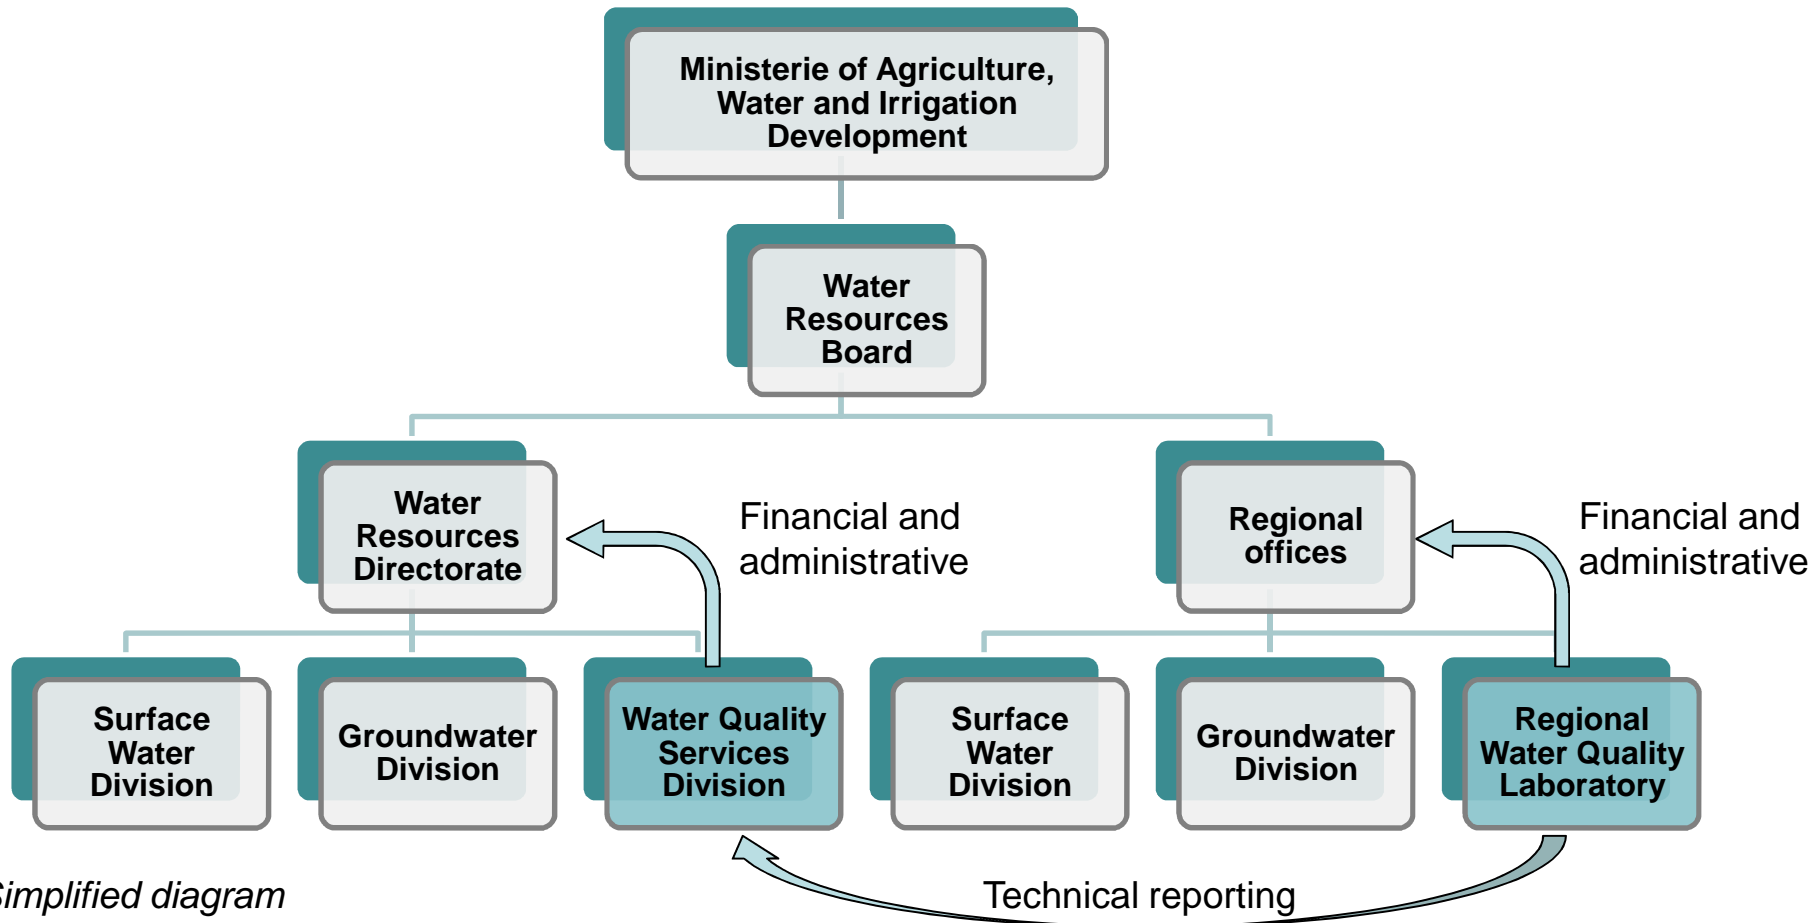 Ministerie of Agriculture,
Water and Irrigation
Development
Water
Resources
Board
Water
Resources
Directorate
Financial and
administrative
Regional
offices
Financial and
administrative
Surface
Water
Division
Groundwater
Division
Water Quality
Services
Division
Surface
Water
Division
Groundwater
Division
Regional
Water Quality
Laboratory
Simplified diagram
Technical reporting